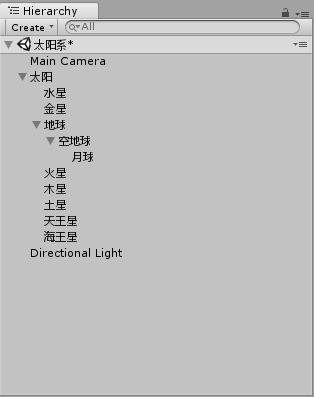 Hierarchy
Create All
太阳系*
Main Camera
太阳
水星
金星
地球
空地球
月球
火星
木星
土星
天王星
海王星
Directional Light